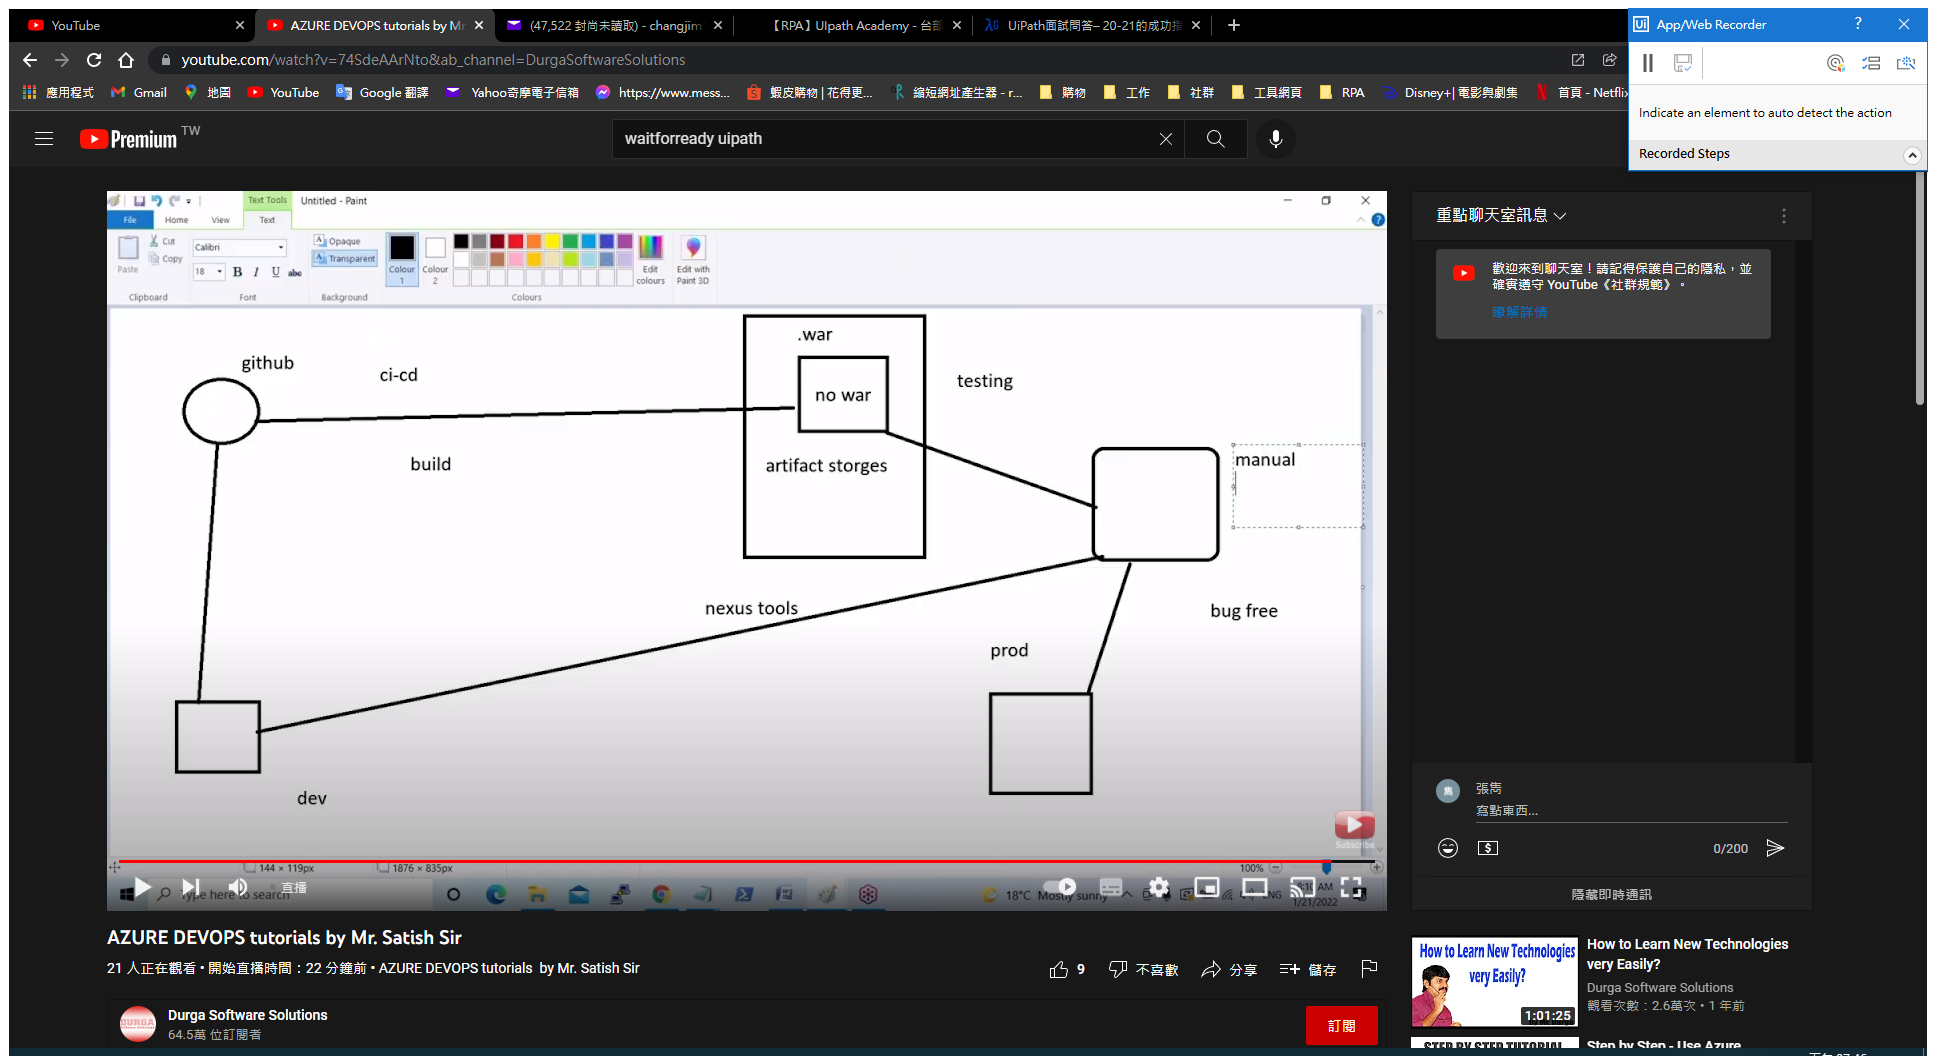 YouTube
AZURE DEVOPS tutorials by Mr
(47,522 封尚未讀取) - changjim
【RPA】UIpath Academy - 台部
UiPath面試問答– 20-21的成功指
App/Web Recorder
youtube.com/watch?v=74SdeAArNto&ab_channel=DurgaSoftwareSolutions
應用程式
Gmail
地圖
YouTube
Google 翻譯
Yahoo奇摩電子信箱
https://www.mess...
蝦皮購物 | 花得更...
縮短網址產生器 - r...
購物
工作
社群
工具網頁
RPA
Disney+| 電影與劇集
首頁 - Netflix
Indicate an element to auto detect the action
Recorded Steps
Premium TW
waitforready uipath
Text Tools
Untitled - Paint
File
Home
View
Text
Paste
Cut
Copy
Clipboard
Calibri
18
B I U abc
Font
Opaque
Transparent
Background
Colour 1
Colour 2
Colours
Edit colours
Edit with Paint 3D
github
ci-cd
build
.war
no war
artifact storges
testing
manual
nexus tools
bug free
prod
dev
Subscribe
144 × 119px
1876 × 835px
100%
Type here to search
直播
18°C Mostly sunny
ENG
AM
1/21/2022
重點聊天室訊息
歡迎來到聊天室！請記得保護自己的隱私，並
確實遵守 YouTube《社群規範》。
瞭解詳情
張雋
寫點東西...
0/200
隱藏即時通訊
AZURE DEVOPS tutorials by Mr. Satish Sir
21 人正在觀看 • 開始直播時間：22 分鐘前 • AZURE DEVOPS tutorials by Mr. Satish Sir
9
不喜歡
分享
儲存
DURGA
Durga Software Solutions
64.5萬 位訂閱者
訂閱
How to Learn New Technologies
very Easily?
1:01:25
How to Learn New Technologies
very Easily?
Durga Software Solutions
觀看次數：2.6萬次 • 1 年前
STEP BY STEP TUTORIAL
Step by Step - Use Azure